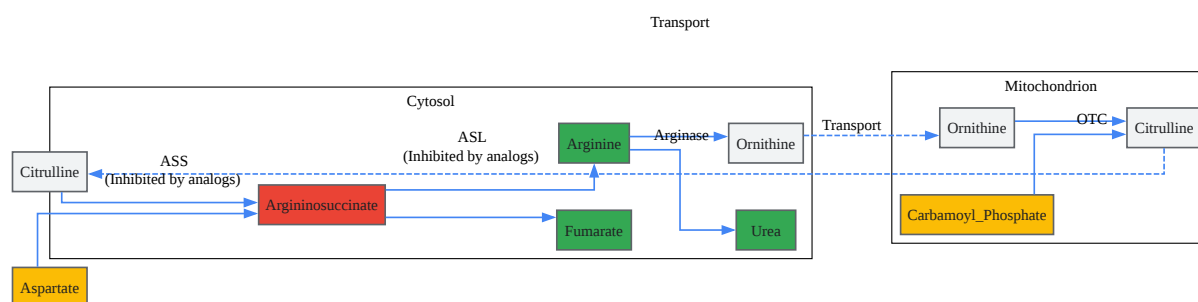 Transport
Mitochondrion
Cytosol
Ornithine
OTC
Citrulline
ASL
(Inhibited by analogs)
Arginine
Arginase
Ornithine
Transport
Citrulline
ASS
(Inhibited by analogs)
Argininosuccinate
Fumarate
Urea
Carbamoyl_Phosphate
Aspartate